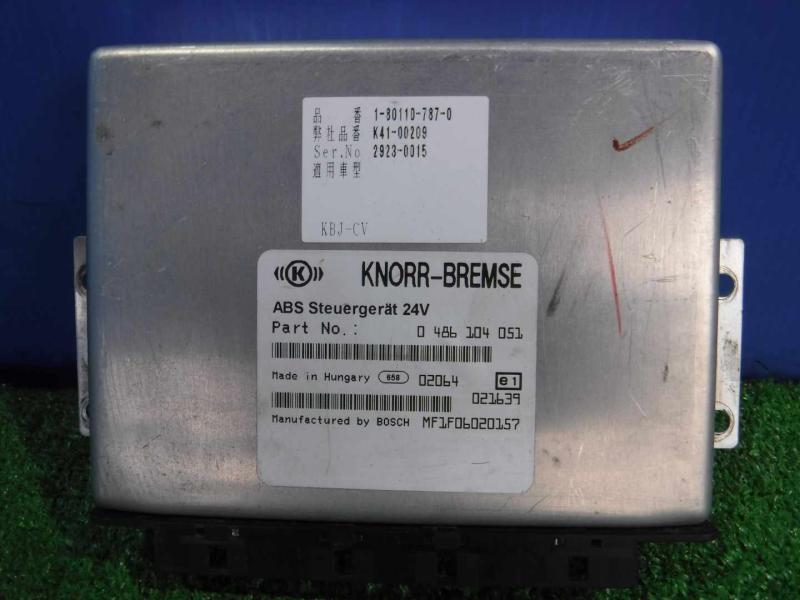 品 番 1-80110-787-0
弊社品番 K41-00209
Ser.No 2923-0015
適用車型
KBJ-CV
((K)) KNORR-BREMSE
ABS Steuergerät 24V
Part No.: 0 486 104 051
Made in Hungary 658 02064 e1
021639
Manufactured by BOSCH MF1F06020157